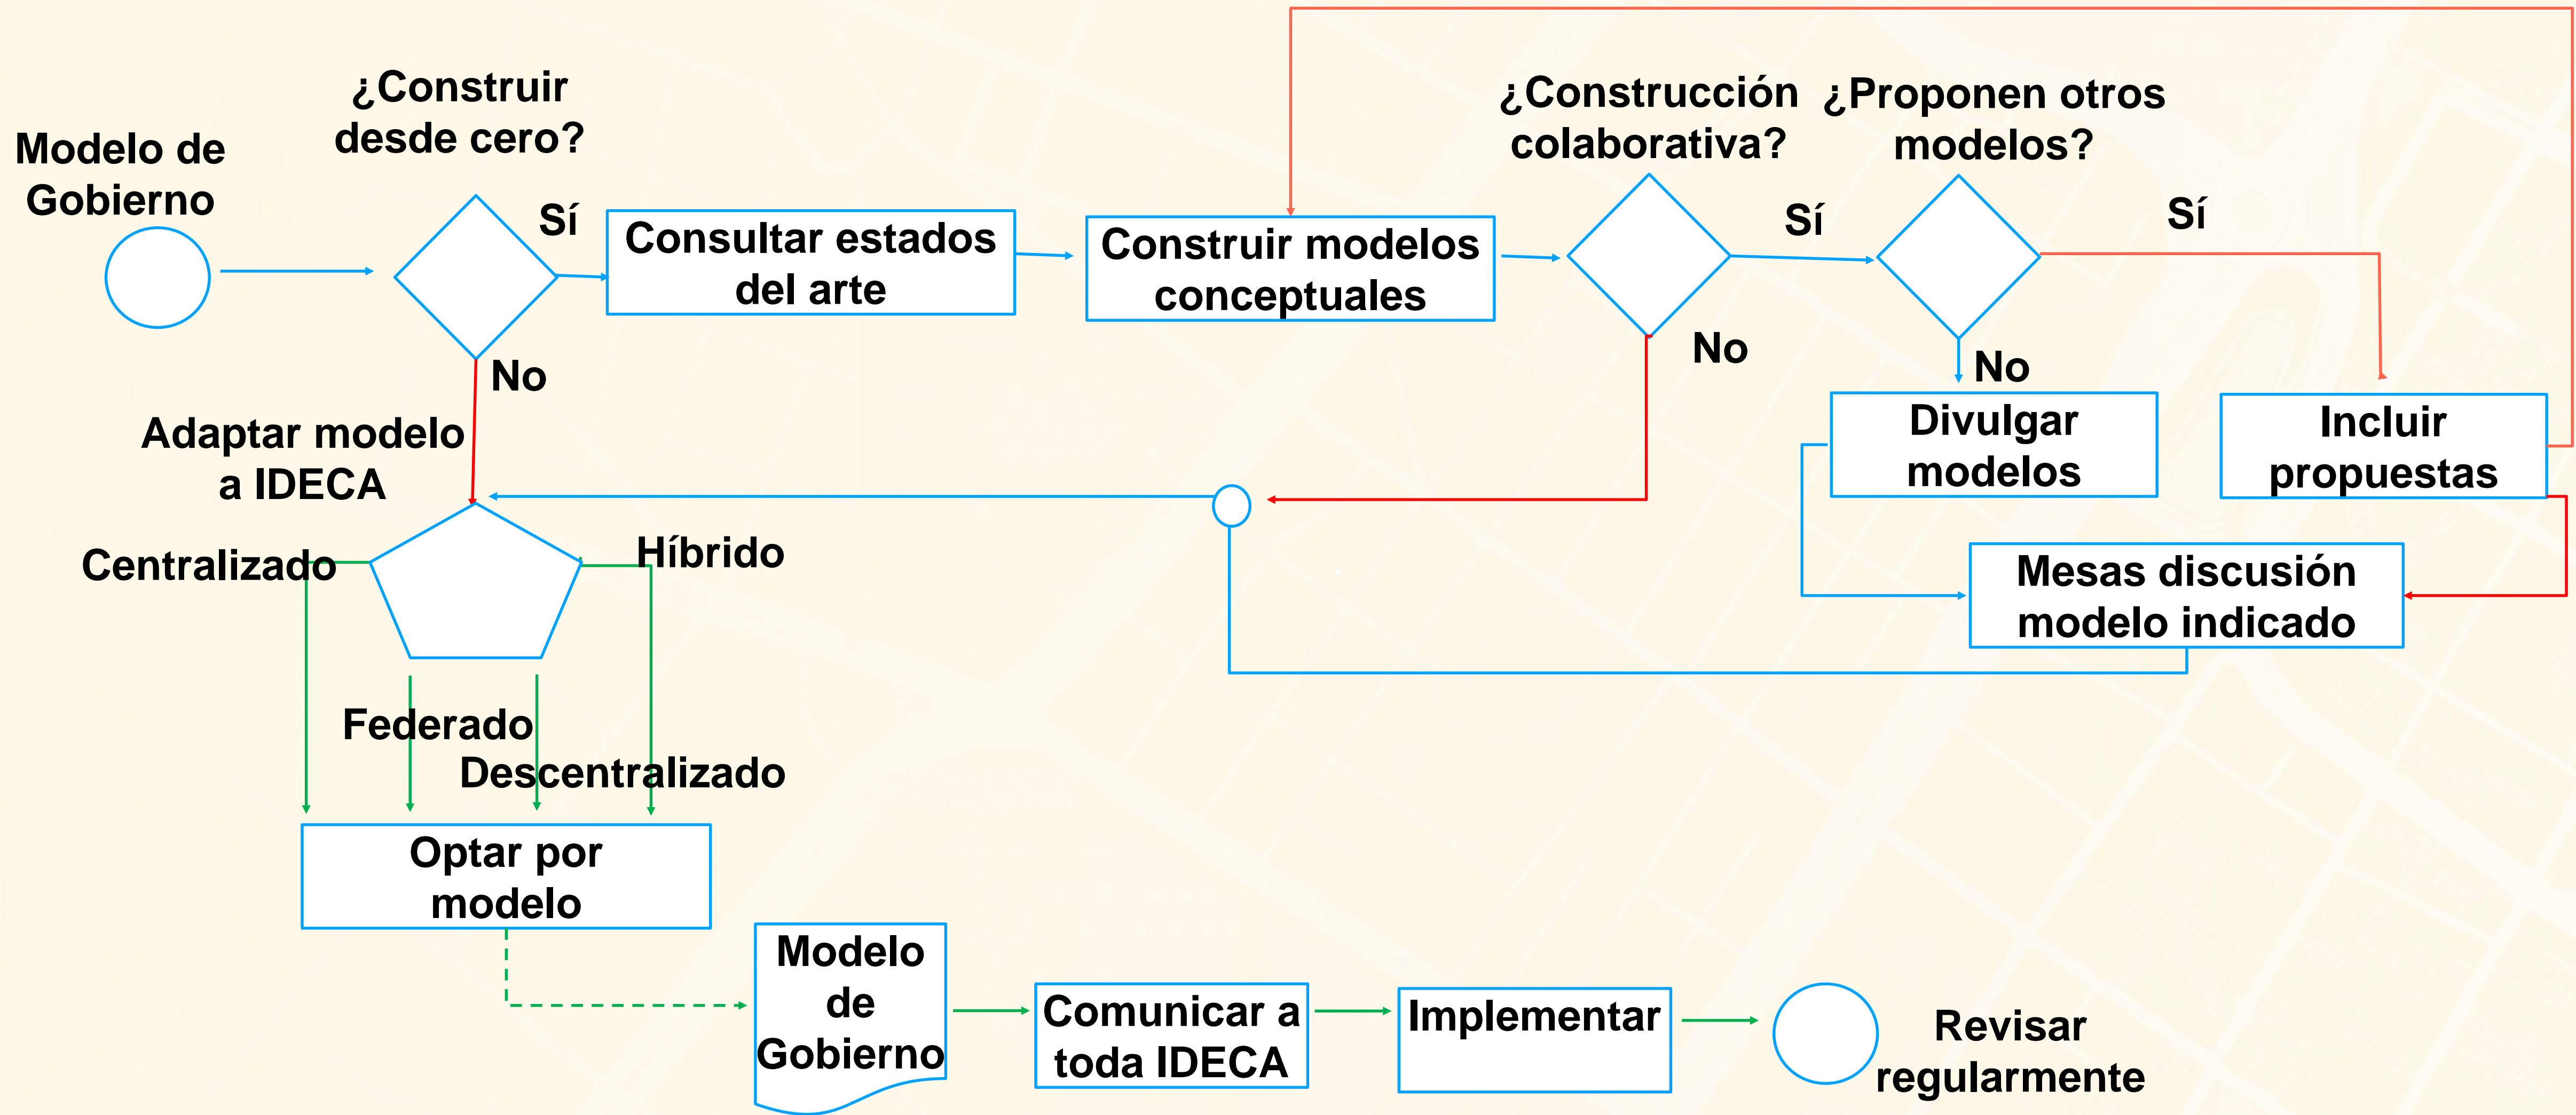 Modelo de
Gobierno
¿Construir
desde cero?
Sí
No
Consultar estados
del arte
Construir modelos
conceptuales
¿Construcción
colaborativa?
Sí
No
¿Proponen otros
modelos?
Sí
No
Divulgar
modelos
Incluir
propuestas
Mesas discusión
modelo indicado
Adaptar modelo
a IDECA
Centralizado
Híbrido
Federado
Descentralizado
Optar por
modelo
Modelo
de
Gobierno
Comunicar a
toda IDECA
Implementar
Revisar
regularmente